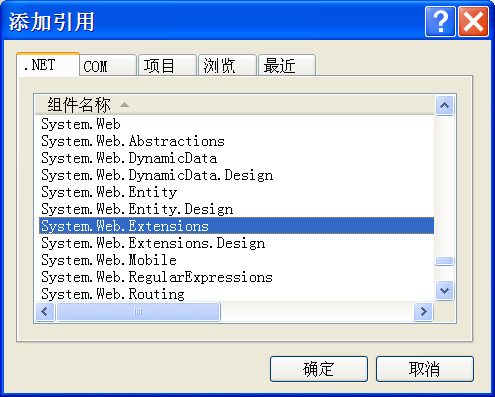 添加引用
.NET COM 项目 浏览 最近
组件名称
System.Web
System.Web.Abstractions
System.Web.DynamicData
System.Web.DynamicData.Design
System.Web.Entity
System.Web.Entity.Design
System.Web.Extensions
System.Web.Extensions.Design
System.Web.Mobile
System.Web.RegularExpressions
System.Web.Routing
确定 取消